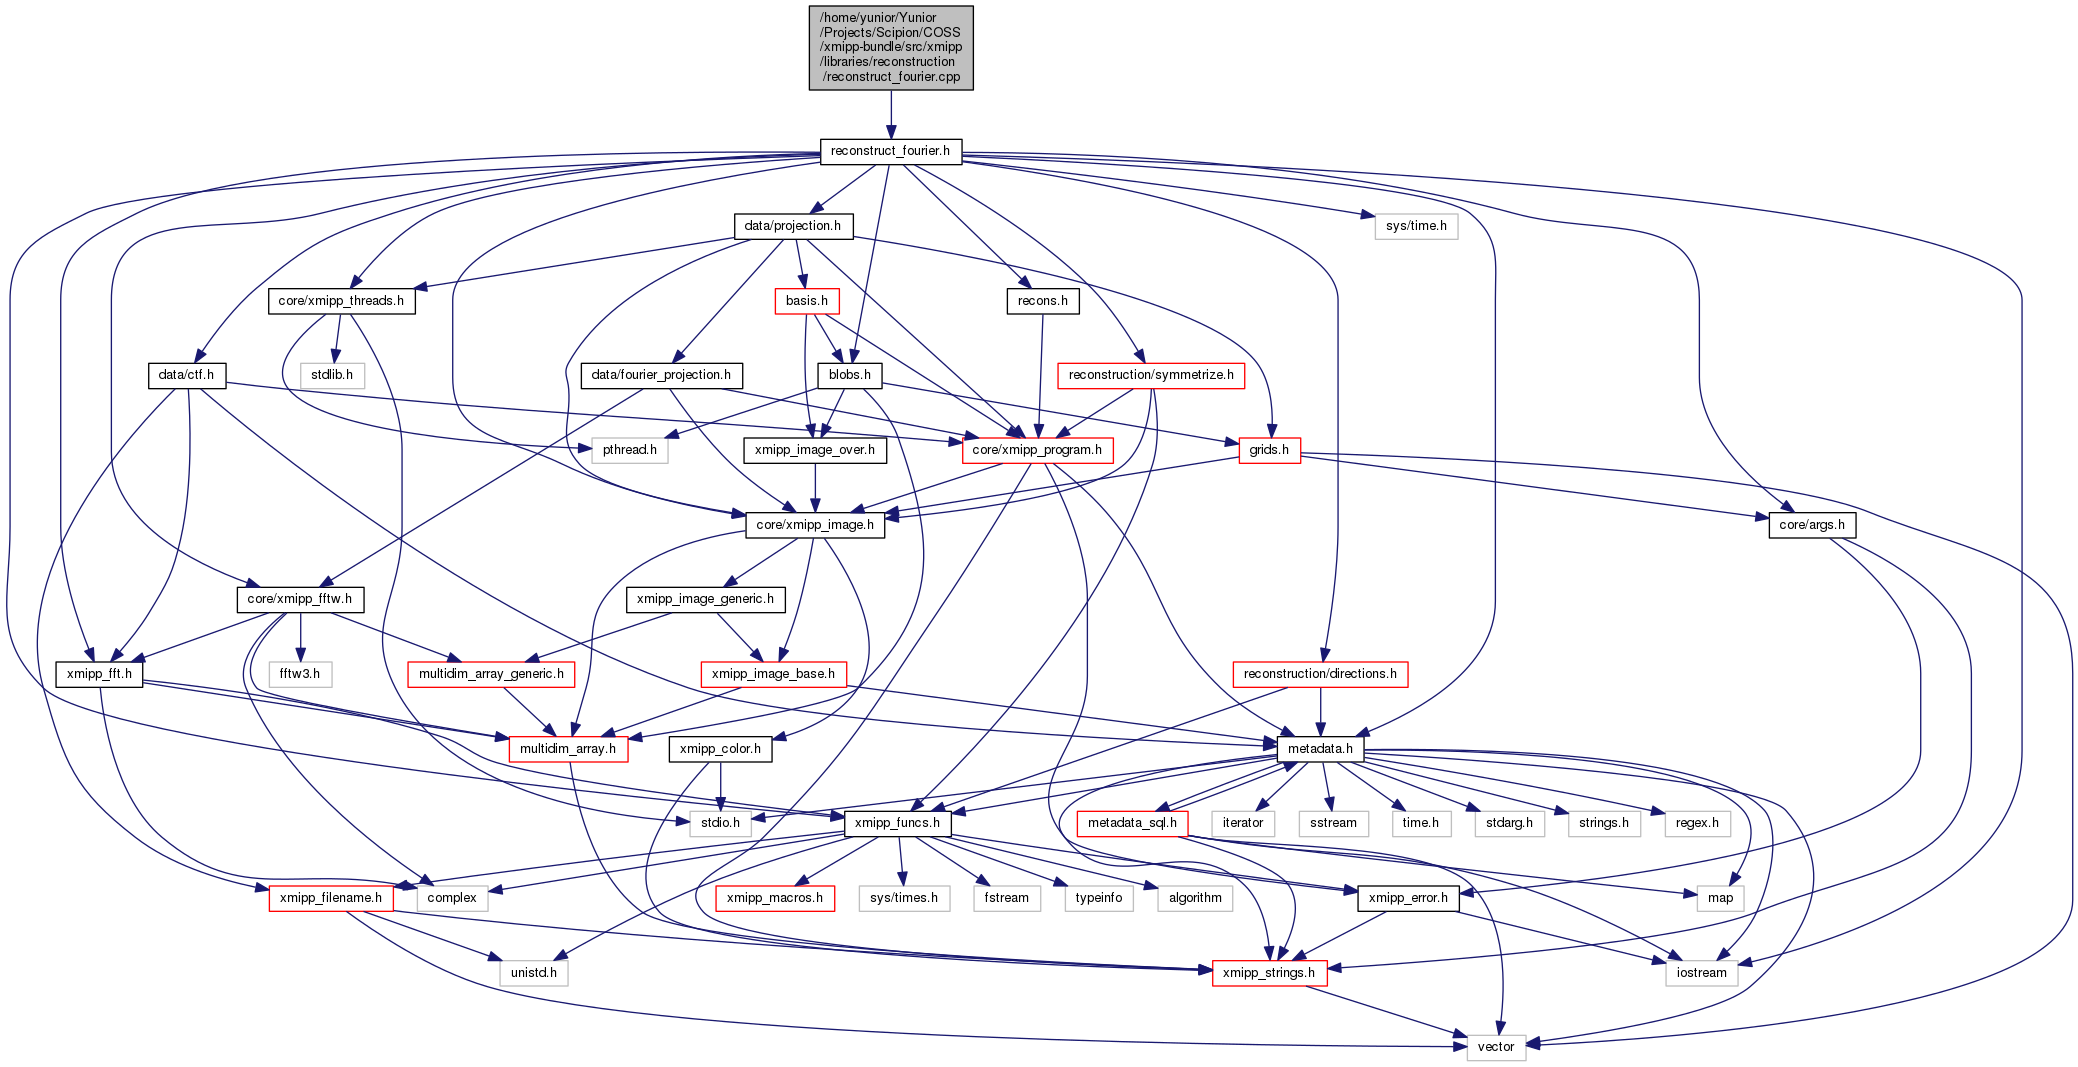 /home/yunior/Yunior
/Projects/Scipion/COSS
/xmipp-bundle/src/xmipp
/libraries/reconstruction
/reconstruct_fourier.cpp
reconstruct_fourier.h
data/projection.h
sys/time.h
core/xmipp_threads.h
basis.h
recons.h
stdlib.h
data/ctf.h
data/fourier_projection.h
blobs.h
reconstruction/symmetrize.h
pthread.h
xmipp_image_over.h
core/xmipp_program.h
grids.h
core/xmipp_image.h
core/args.h
core/xmipp_fftw.h
xmipp_image_generic.h
xmipp_fft.h
fftw3.h
multidim_array_generic.h
xmipp_image_base.h
reconstruction/directions.h
multidim_array.h
xmipp_color.h
metadata.h
stdio.h
xmipp_funcs.h
metadata_sql.h
iterator
sstream
time.h
stdarg.h
strings.h
regex.h
xmipp_filename.h
complex
xmipp_macros.h
sys/times.h
fstream
typeinfo
algorithm
xmipp_error.h
map
unistd.h
xmipp_strings.h
iostream
vector